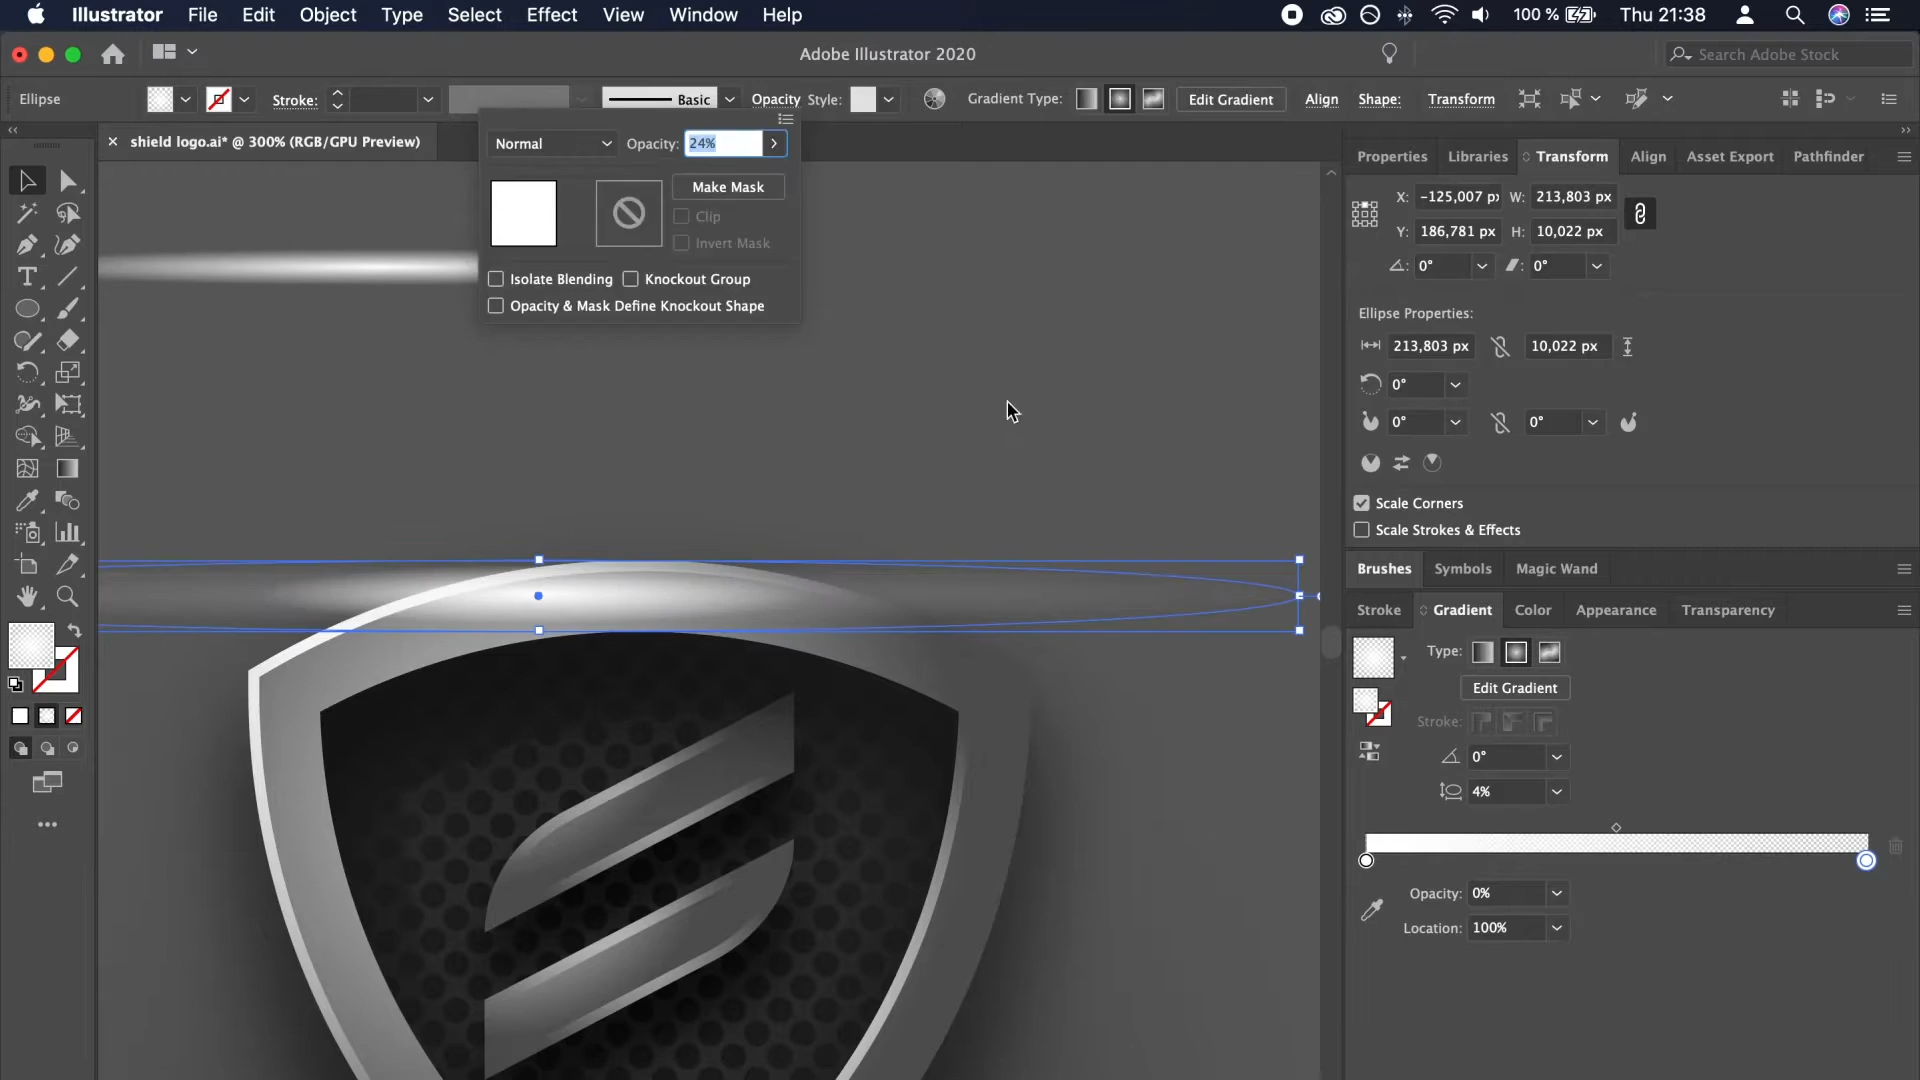 Illustrator File Edit Object Type Select Effect View Window Help 100 % Thu 21:38
Adobe Illustrator 2020 Search Adobe Stock
Ellipse Stroke: Basic Opacity Style: Gradient Type: Edit Gradient Align Shape: Transform
shield logo.ai* @ 300% (RGB/GPU Preview)
Normal Opacity: 24%
Make Mask
Clip
Invert Mask
Isolate Blending Knockout Group
Opacity & Mask Define Knockout Shape
Properties Libraries Transform Align Asset Export Pathfinder
X: -125,007 px W: 213,803 px
Y: 186,781 px H: 10,022 px
0° 0°
Ellipse Properties:
213,803 px 10,022 px
0°
0° 0°
Scale Corners
Scale Strokes & Effects
Brushes Symbols Magic Wand
Stroke Gradient Color Appearance Transparency
Type:
Edit Gradient
Stroke:
0°
4%
Opacity: 0%
Location: 100%